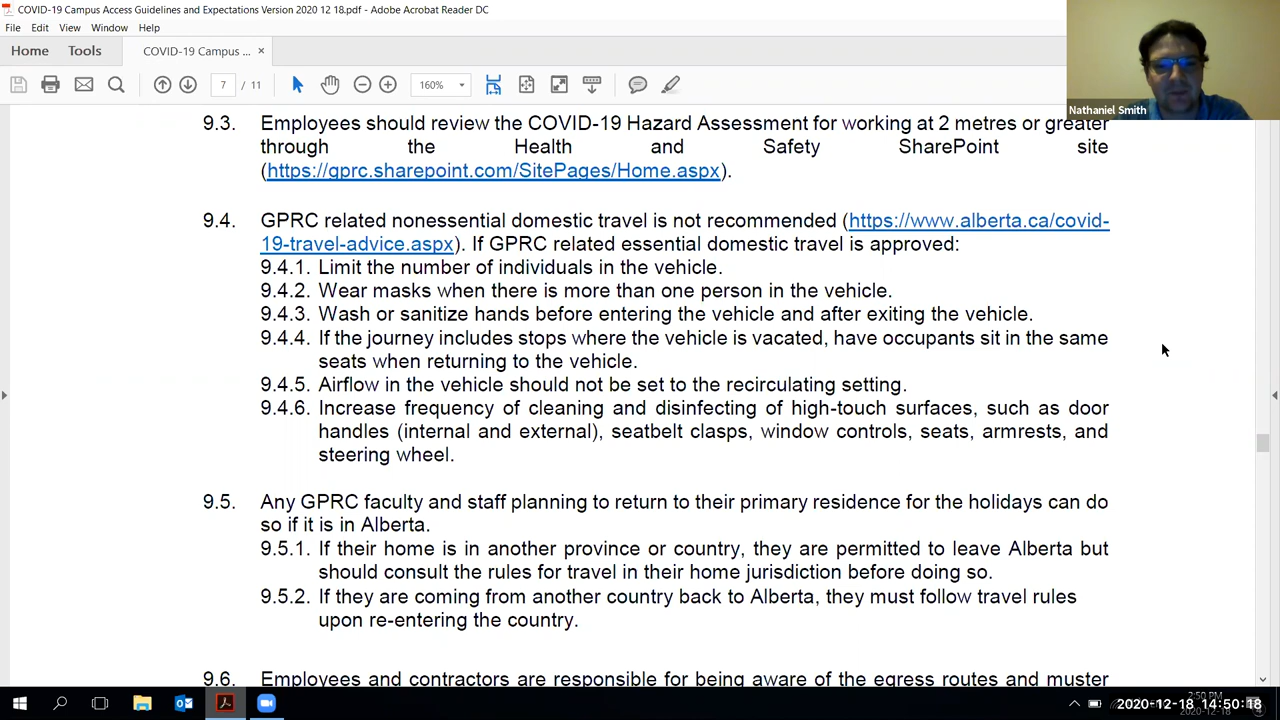 COVID-19 Campus Access Guidelines and Expectations Version 2020 12 18.pdf - Adobe Acrobat Reader DC
File Edit View Window Help
Home Tools COVID-19 Campus ... ×
7 / 11 160%
Nathaniel Smith
9.3. Employees should review the COVID-19 Hazard Assessment for working at 2 metres or greater
through the Health and Safety SharePoint site
(https://gprc.sharepoint.com/SitePages/Home.aspx).
9.4. GPRC related nonessential domestic travel is not recommended (https://www.alberta.ca/covid-
19-travel-advice.aspx). If GPRC related essential domestic travel is approved:
9.4.1. Limit the number of individuals in the vehicle.
9.4.2. Wear masks when there is more than one person in the vehicle.
9.4.3. Wash or sanitize hands before entering the vehicle and after exiting the vehicle.
9.4.4. If the journey includes stops where the vehicle is vacated, have occupants sit in the same
seats when returning to the vehicle.
9.4.5. Airflow in the vehicle should not be set to the recirculating setting.
9.4.6. Increase frequency of cleaning and disinfecting of high-touch surfaces, such as door
handles (internal and external), seatbelt clasps, window controls, seats, armrests, and
steering wheel.
9.5. Any GPRC faculty and staff planning to return to their primary residence for the holidays can do
so if it is in Alberta.
9.5.1. If their home is in another province or country, they are permitted to leave Alberta but
should consult the rules for travel in their home jurisdiction before doing so.
9.5.2. If they are coming from another country back to Alberta, they must follow travel rules
upon re-entering the country.
9.6. Employees and contractors are responsible for being aware of the egress routes and muster
2:50 PM
2020-12-18 14:50:18
2020-12-18